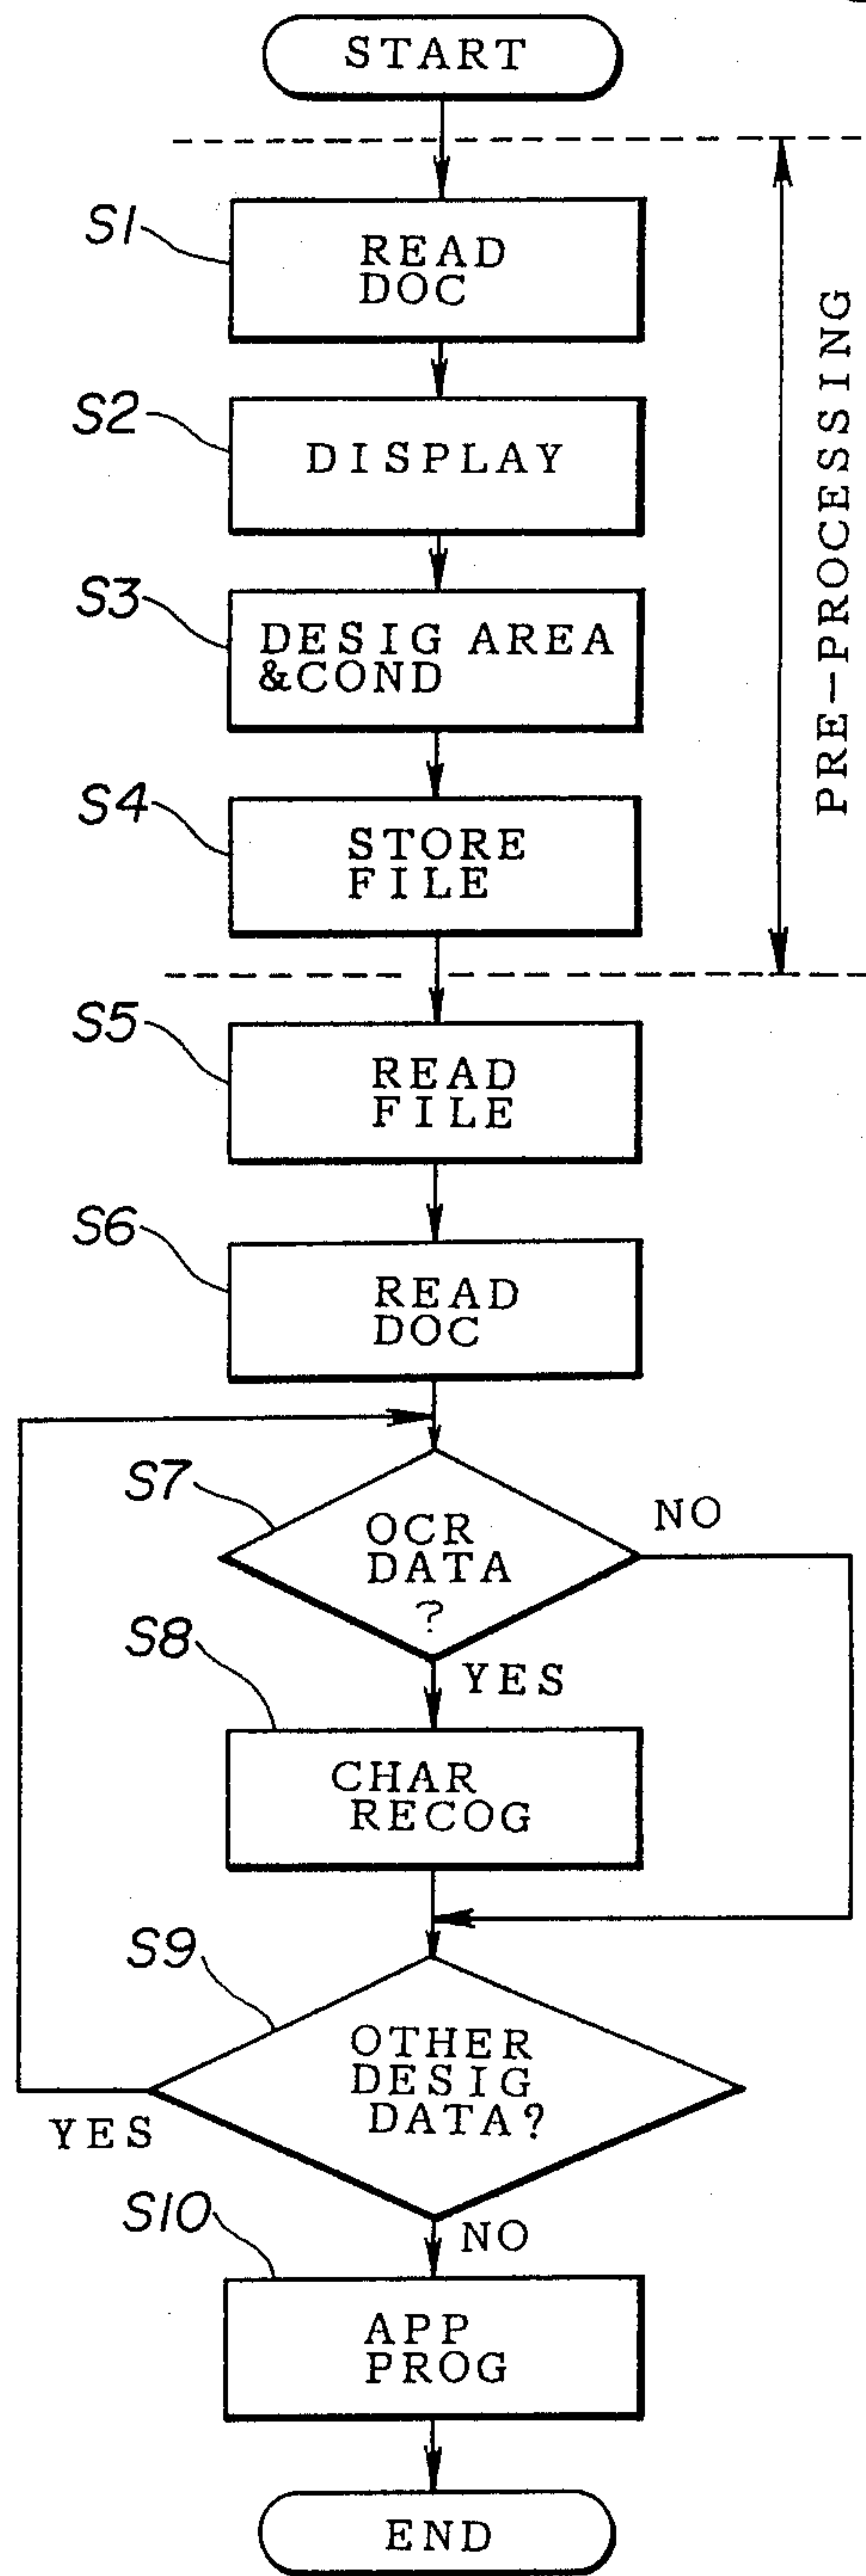 START
S1
READ
DOC
S2
DISPLAY
S3
DESIG AREA
&COND
S4
STORE
FILE
PRE-PROCESSING
S5
READ
FILE
S6
READ
DOC
S7
OCR
DATA
?
NO
YES
S8
CHAR
RECOG
S9
OTHER
DESIG
DATA?
YES
NO
S10
APP
PROG
END